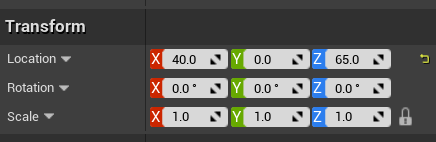 Transform
Location X 40.0 Y 0.0 Z 65.0
Rotation X 0.0 ° Y 0.0 ° Z 0.0 °
Scale X 1.0 Y 1.0 Z 1.0